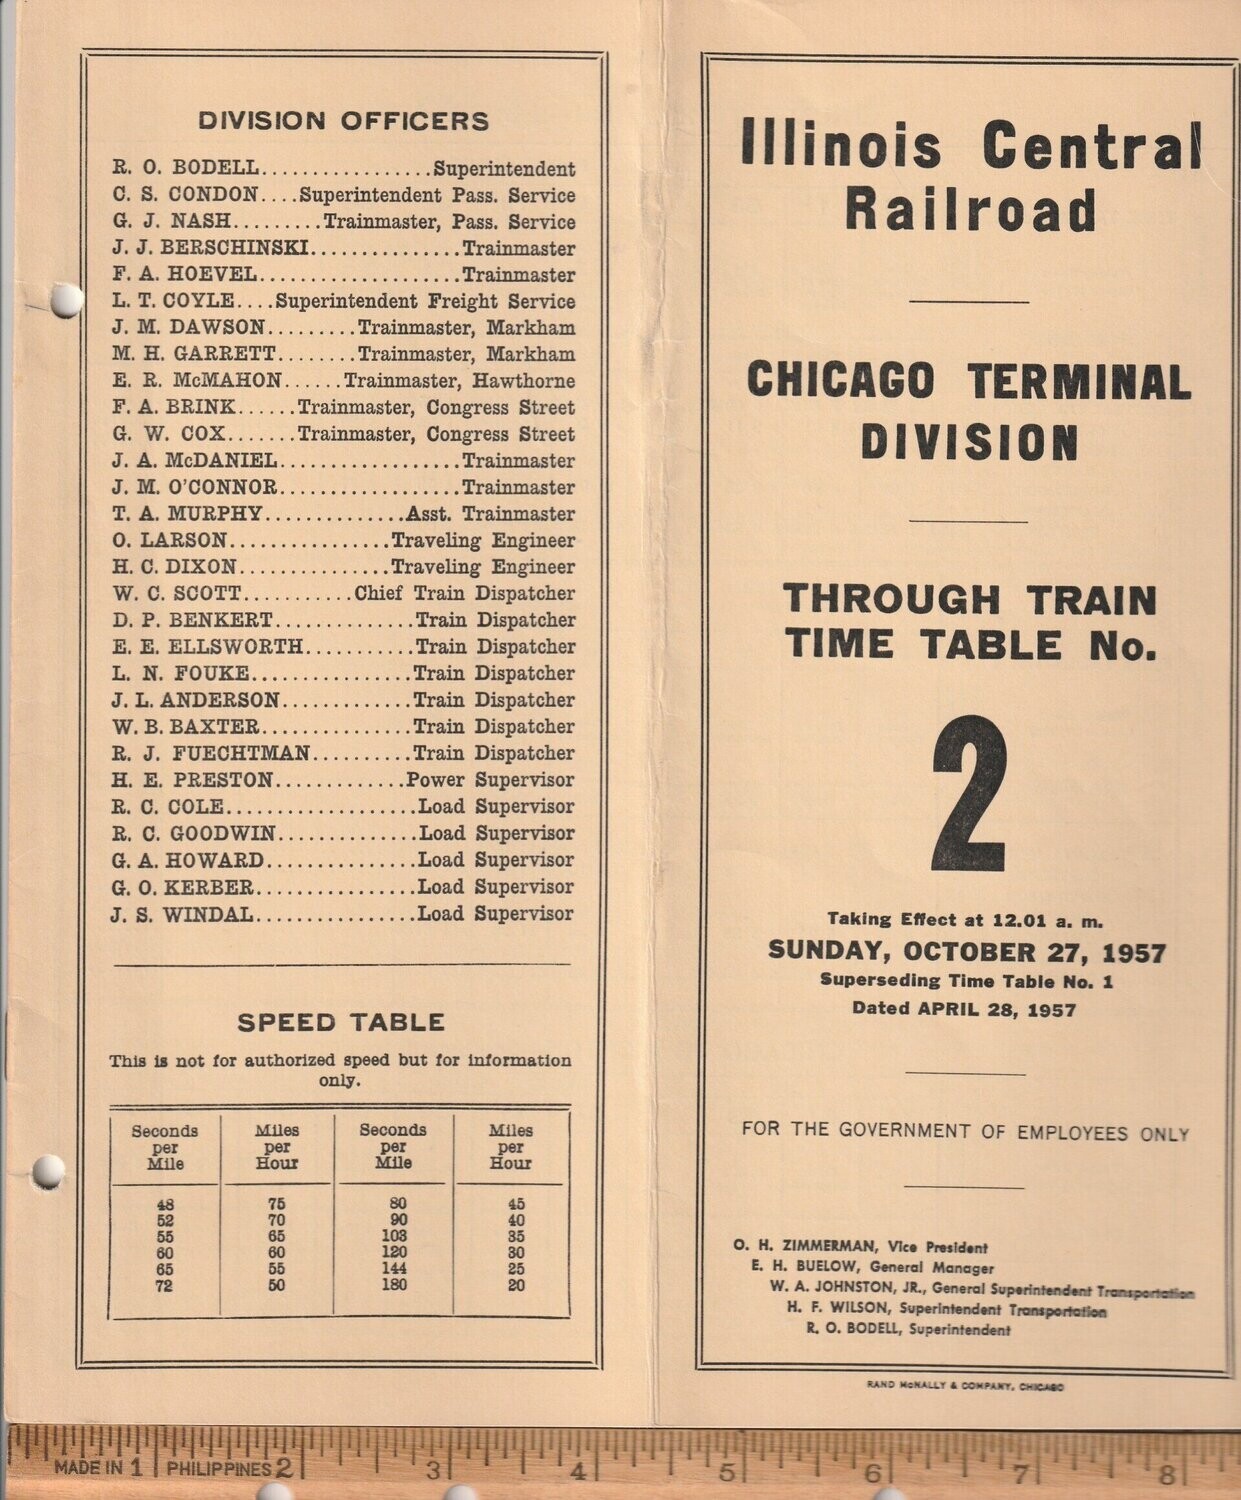 DIVISION OFFICERS
R. O. BODELL.................Superintendent
C. S. CONDON....Superintendent Pass. Service
G. J. NASH.........Trainmaster, Pass. Service
J. J. BERSCHINSKI...............Trainmaster
F. A. HOEVEL....................Trainmaster
L. T. COYLE....Superintendent Freight Service
J. M. DAWSON.........Trainmaster, Markham
M. H. GARRETT........Trainmaster, Markham
E. R. McMAHON......Trainmaster, Hawthorne
F. A. BRINK......Trainmaster, Congress Street
G. W. COX.......Trainmaster, Congress Street
J. A. McDANIEL..................Trainmaster
J. M. O'CONNOR..................Trainmaster
T. A. MURPHY..............Asst. Trainmaster
O. LARSON................Traveling Engineer
H. C. DIXON...............Traveling Engineer
W. C. SCOTT...........Chief Train Dispatcher
D. P. BENKERT..............Train Dispatcher
E. E. ELLSWORTH...........Train Dispatcher
L. N. FOUKE................Train Dispatcher
J. L. ANDERSON.............Train Dispatcher
W. B. BAXTER...............Train Dispatcher
R. J. FUECHTMAN..........Train Dispatcher
H. E. PRESTON.............Power Supervisor
R. C. COLE...................Load Supervisor
R. C. GOODWIN..............Load Supervisor
G. A. HOWARD...............Load Supervisor
G. O. KERBER................Load Supervisor
J. S. WINDAL................Load Supervisor
SPEED TABLE
This is not for authorized speed but for information
only.
Seconds per Mile | Miles per Hour | Seconds per Mile | Miles per Hour
48 75 80 45
52 70 90 40
55 65 103 35
60 60 120 30
65 55 144 25
72 50 180 20
Illinois Central
Railroad
CHICAGO TERMINAL
DIVISION
THROUGH TRAIN
TIME TABLE No.
2
Taking Effect at 12.01 a. m.
SUNDAY, OCTOBER 27, 1957
Superseding Time Table No. 1
Dated APRIL 28, 1957
FOR THE GOVERNMENT OF EMPLOYEES ONLY
O. H. ZIMMERMAN, Vice President
E. H. BUELOW, General Manager
W. A. JOHNSTON, JR., General Superintendent Transportation
H. F. WILSON, Superintendent Transportation
R. O. BODELL, Superintendent
RAND McNALLY & COMPANY, CHICAGO
MADE IN 1 PHILIPPINES 2 3 4 5 6 7 8